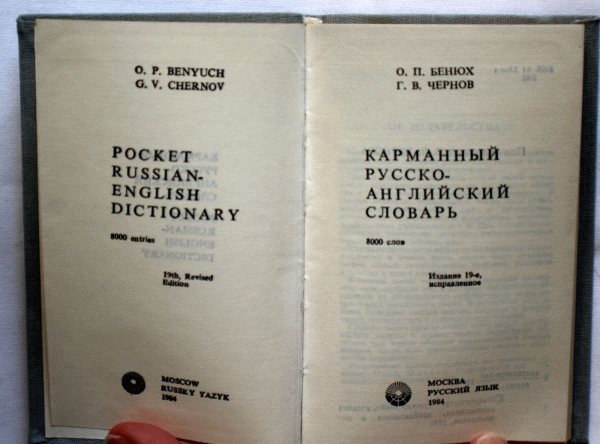 O. P. BENYUCH
G. V. CHERNOV
POCKET
RUSSIAN-
ENGLISH
DICTIONARY
8000 entries
19th, Revised
Edition
MOSCOW
RUSSKY YAZYK
1984
О. П. БЕНЮХ
Г. В. ЧЕРНОВ
КАРМАННЫЙ
РУССКО-
АНГЛИЙСКИЙ
СЛОВАРЬ
8000 слов
Издание 19-е,
исправленное
МОСКВА
РУССКИЙ ЯЗЫК
1984